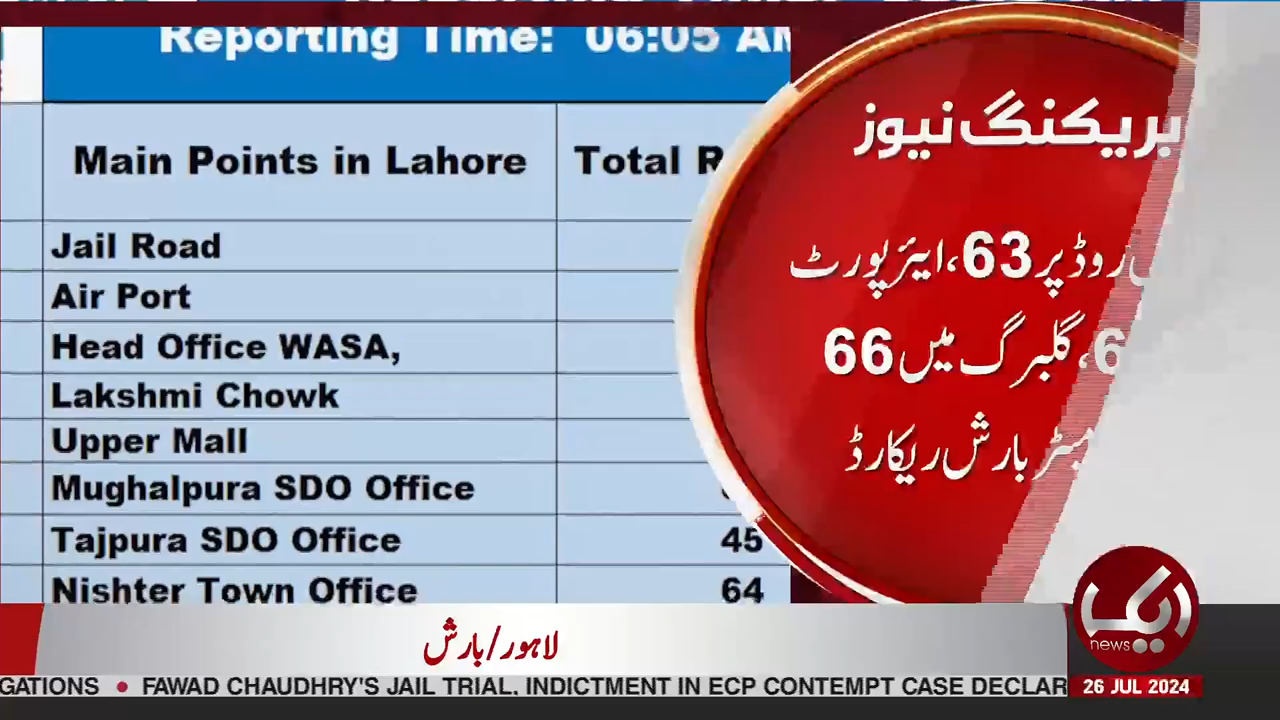 Reporting Time: 06:05 AM
Main Points in Lahore
Total
Jail Road
Air Port
Head Office WASA,
Lakshmi Chowk
Upper Mall
Mughalpura SDO Office
Tajpura SDO Office 45
Nishter Town Office 64
بریکنگ نیوز
روڈ پر 63، ایئرپورٹ
، گلبرگ میں 66
بارش ریکارڈ
لاہور/بارش
یک
news
GATIONS • FAWAD CHAUDHRY'S JAIL TRIAL, INDICTMENT IN ECP CONTEMPT CASE DECLAR
26 JUL 2024